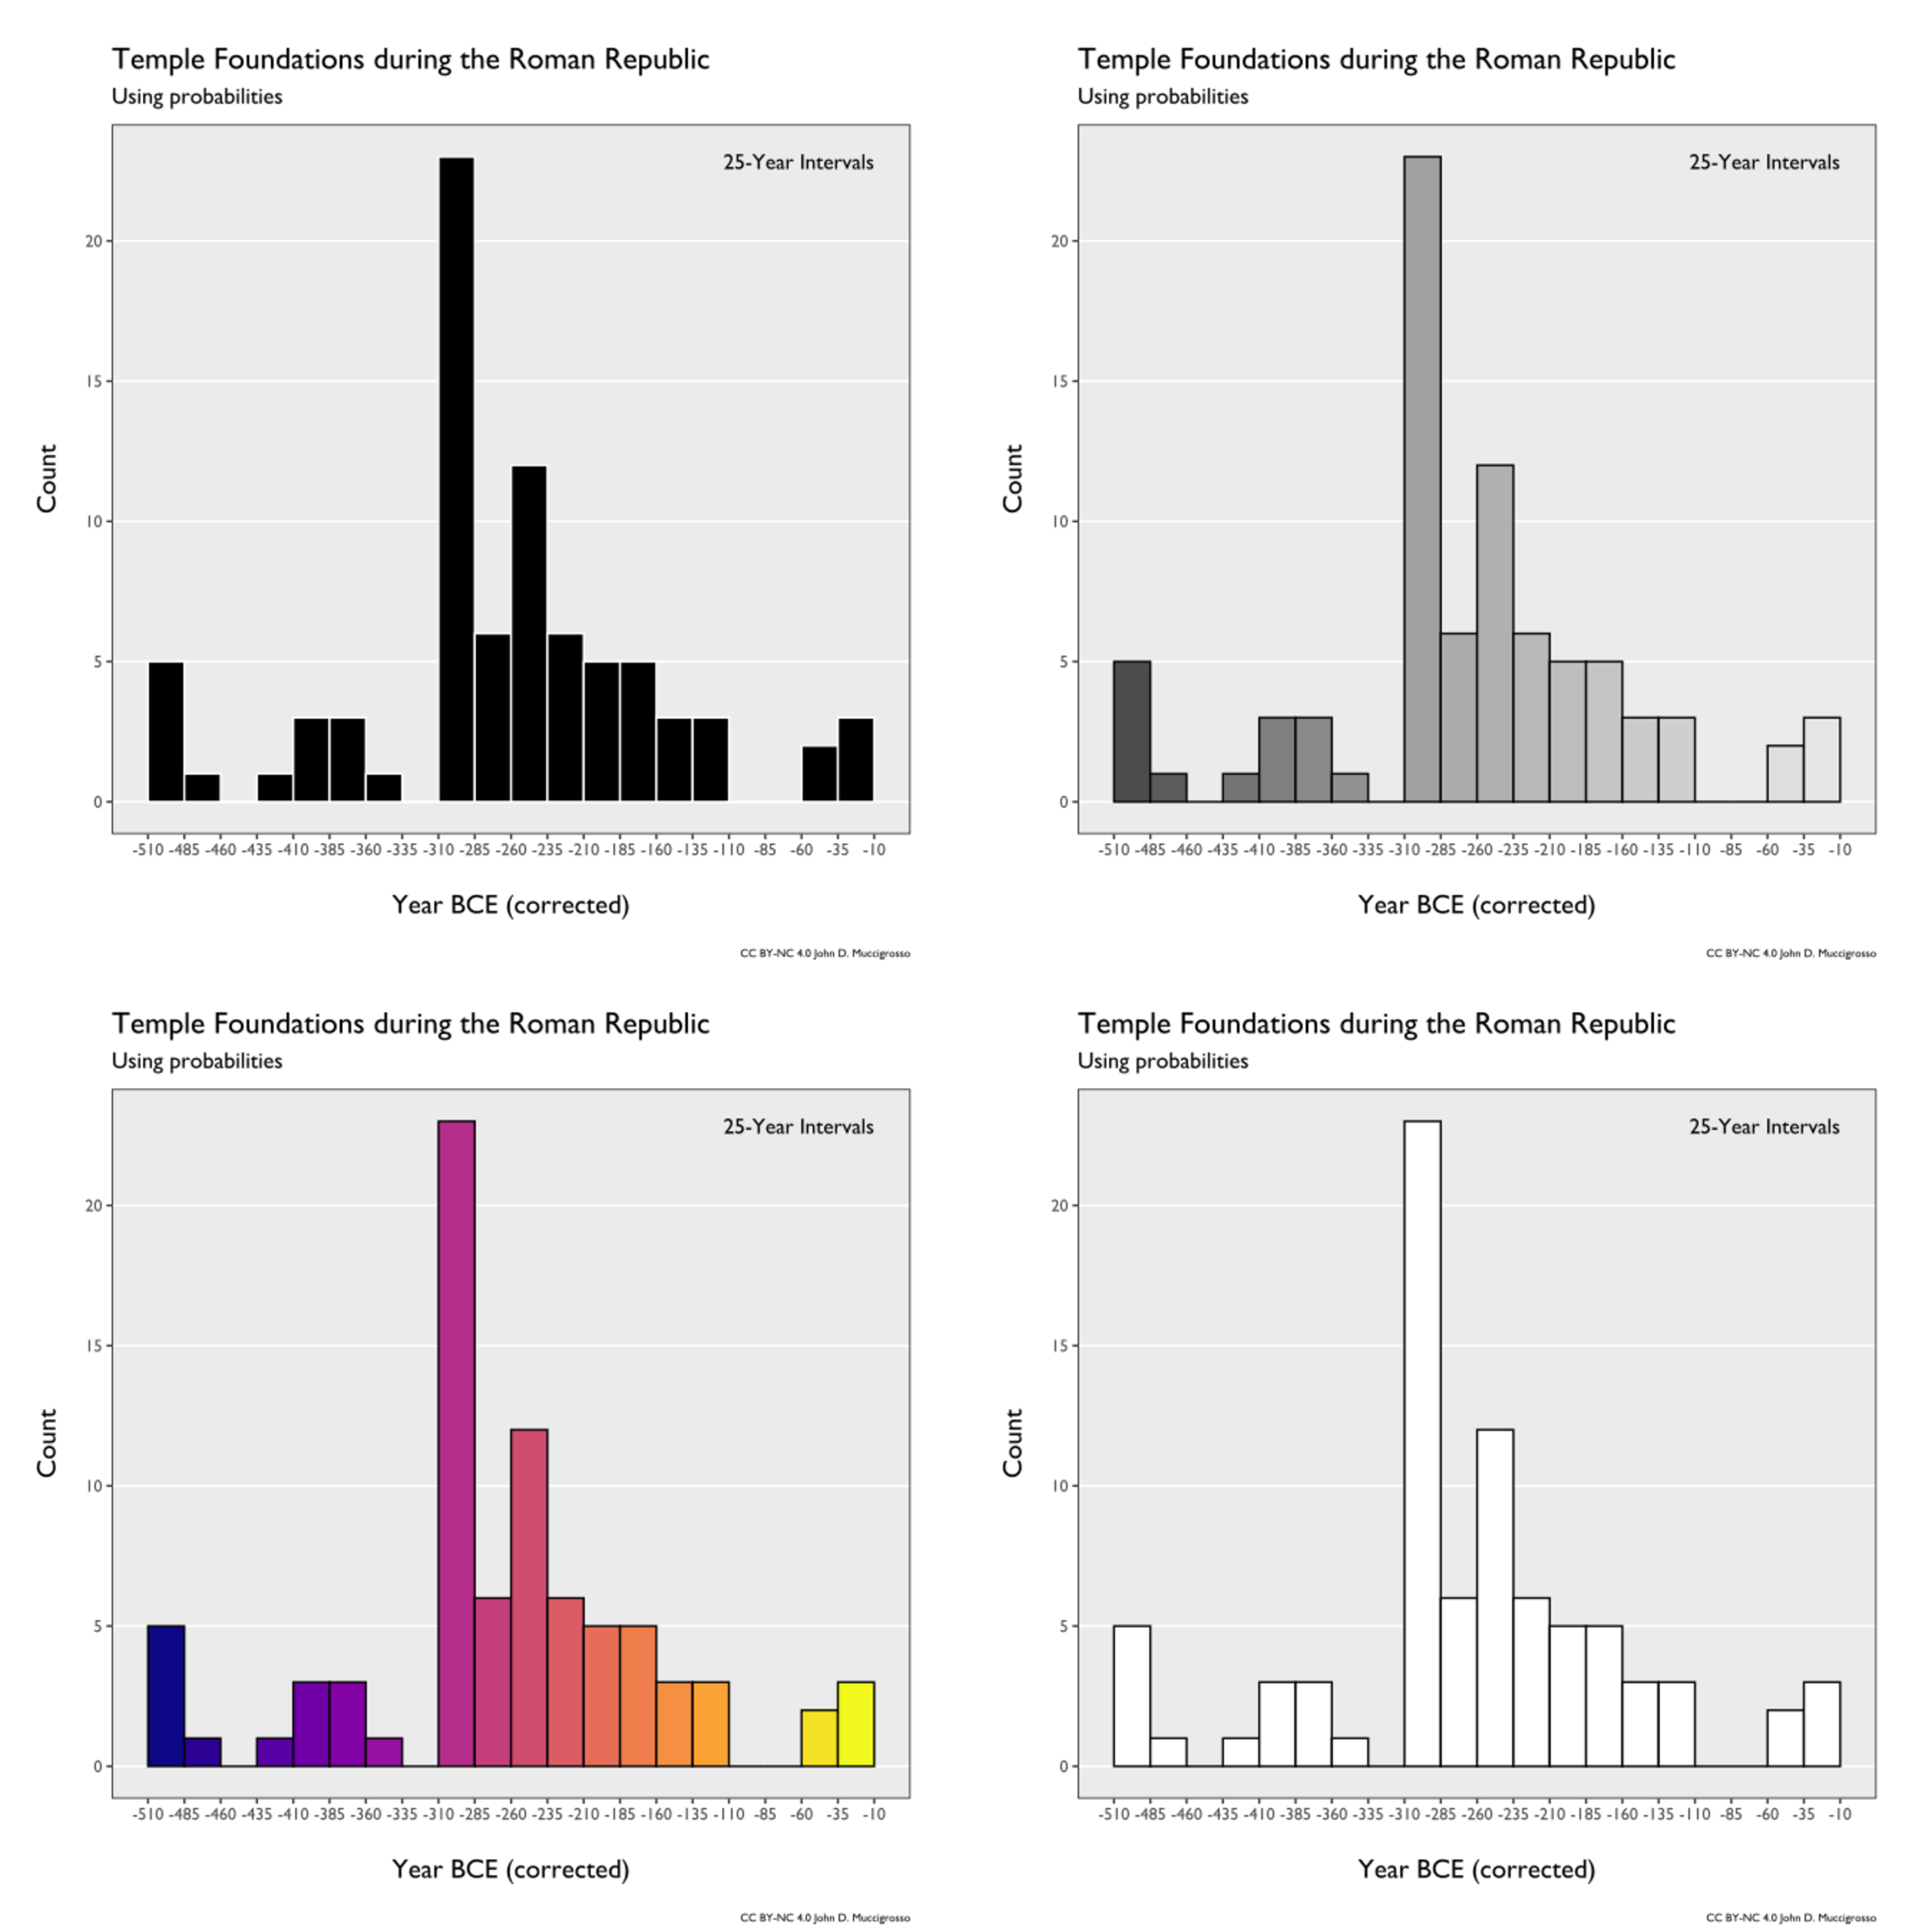 Temple Foundations during the Roman Republic
Using probabilities
25-Year Intervals
20
15
10
5
0
Count
-510 -485 -460 -435 -410 -385 -360 -335 -310 -285 -260 -235 -210 -185 -160 -135 -110 -85 -60 -35 -10
Year BCE (corrected)
CC BY-NC 4.0 John D. Muccigrosso
Temple Foundations during the Roman Republic
Using probabilities
25-Year Intervals
20
15
10
5
0
Count
-510 -485 -460 -435 -410 -385 -360 -335 -310 -285 -260 -235 -210 -185 -160 -135 -110 -85 -60 -35 -10
Year BCE (corrected)
CC BY-NC 4.0 John D. Muccigrosso
Temple Foundations during the Roman Republic
Using probabilities
25-Year Intervals
20
15
10
5
0
Count
-510 -485 -460 -435 -410 -385 -360 -335 -310 -285 -260 -235 -210 -185 -160 -135 -110 -85 -60 -35 -10
Year BCE (corrected)
CC BY-NC 4.0 John D. Muccigrosso
Temple Foundations during the Roman Republic
Using probabilities
25-Year Intervals
20
15
10
5
0
Count
-510 -485 -460 -435 -410 -385 -360 -335 -310 -285 -260 -235 -210 -185 -160 -135 -110 -85 -60 -35 -10
Year BCE (corrected)
CC BY-NC 4.0 John D. Muccigrosso